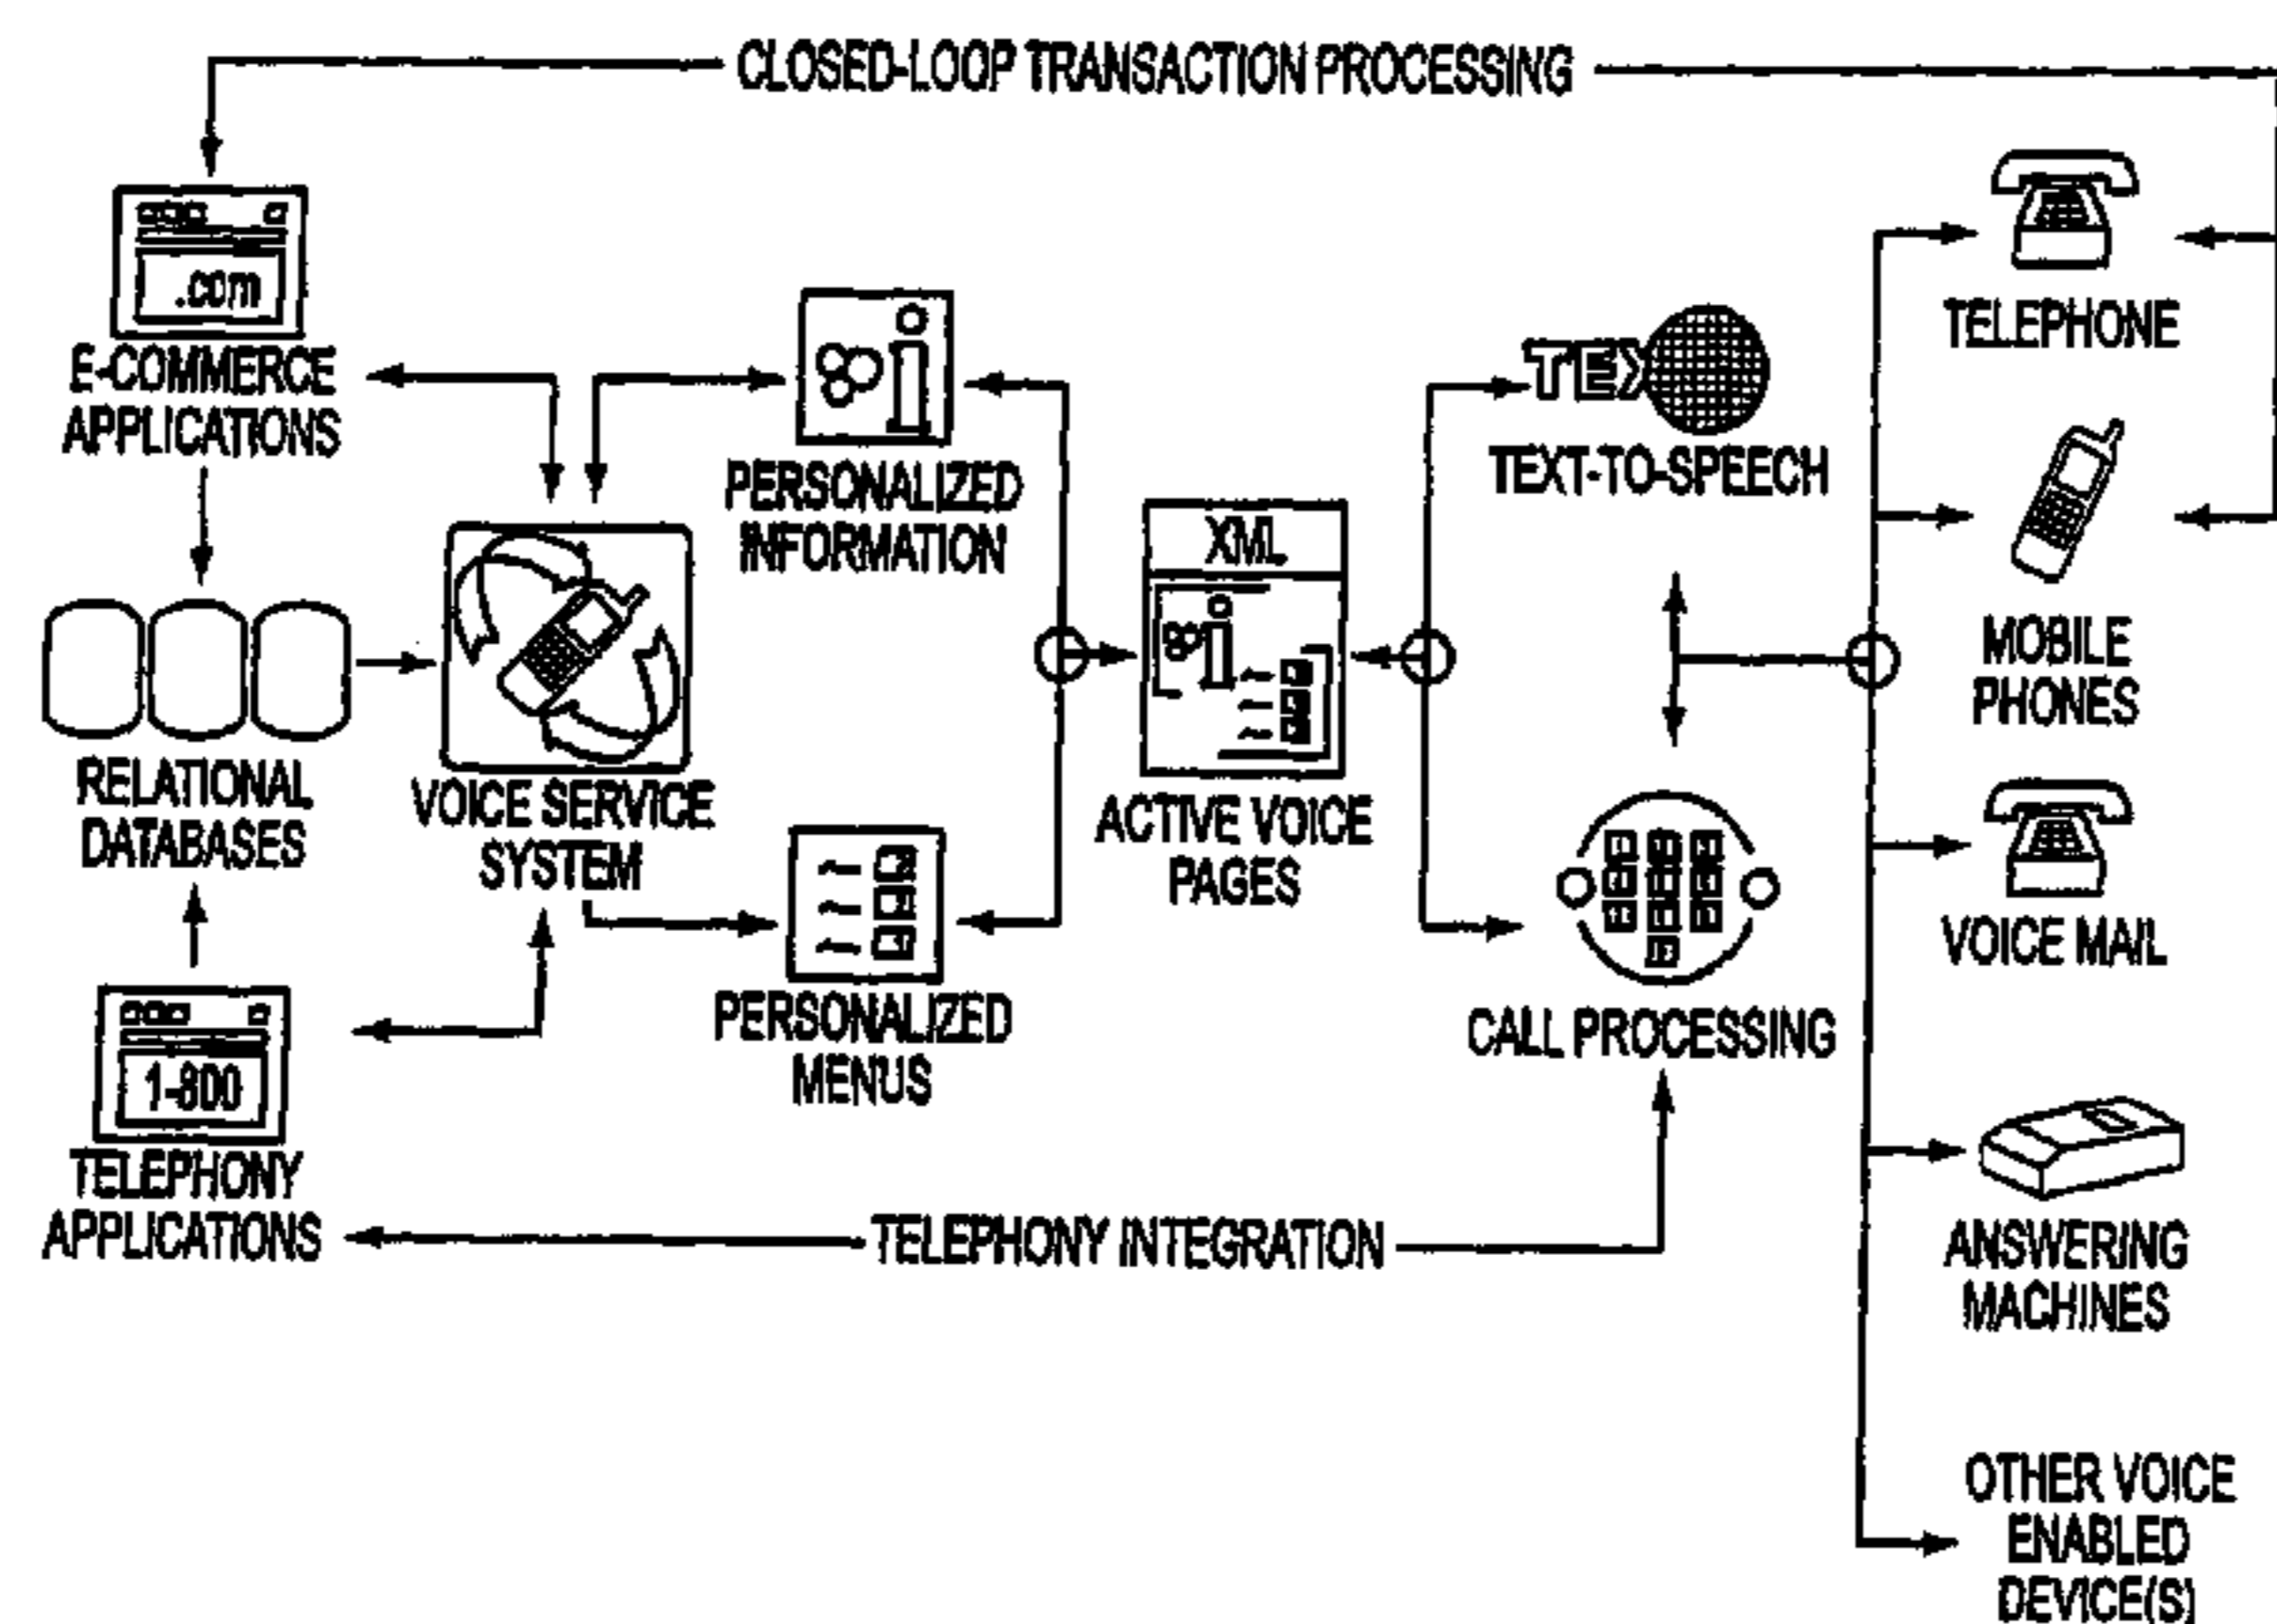 CLOSED-LOOP TRANSACTION PROCESSING
.com
E-COMMERCE
APPLICATIONS
PERSONALIZED
INFORMATION
TEX
TEXT-TO-SPEECH
TELEPHONE
XML
MOBILE
PHONES
RELATIONAL
DATABASES
VOICE SERVICE
SYSTEM
ACTIVE VOICE
PAGES
VOICE MAIL
PERSONALIZED
MENUS
CALL PROCESSING
1-800
TELEPHONY
APPLICATIONS
TELEPHONY INTEGRATION
ANSWERING
MACHINES
OTHER VOICE
ENABLED
DEVICE(S)